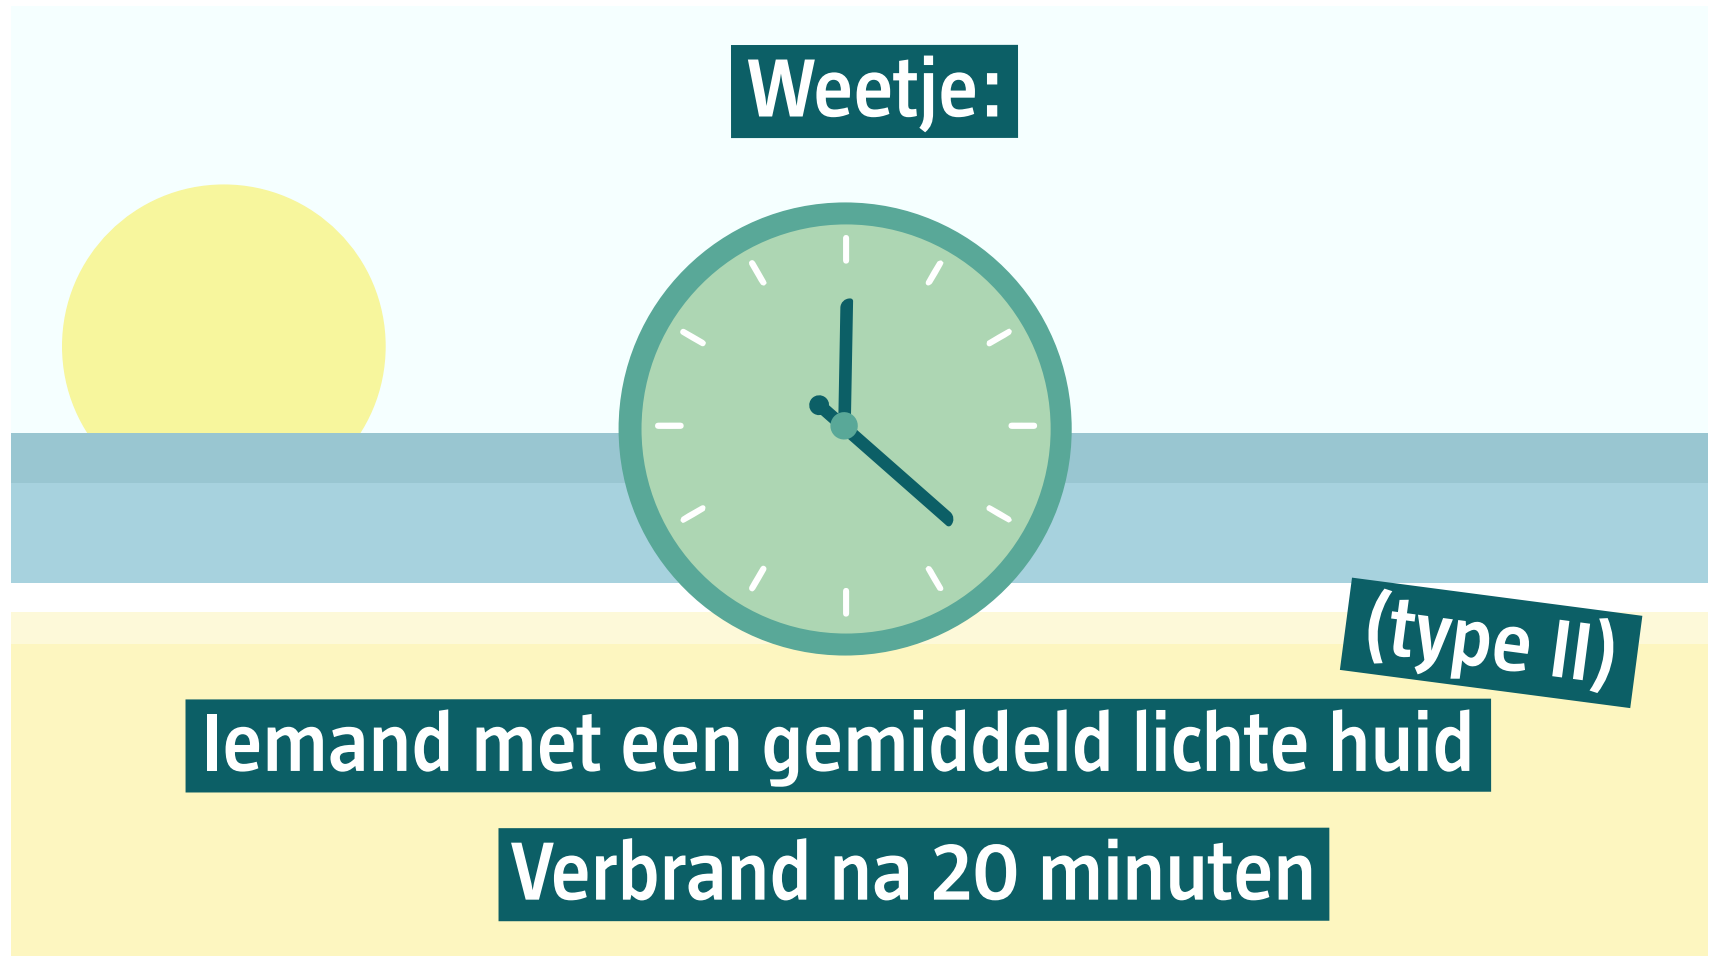 Weetje:
(type II)
Iemand met een gemiddeld lichte huid
Verbrand na 20 minuten